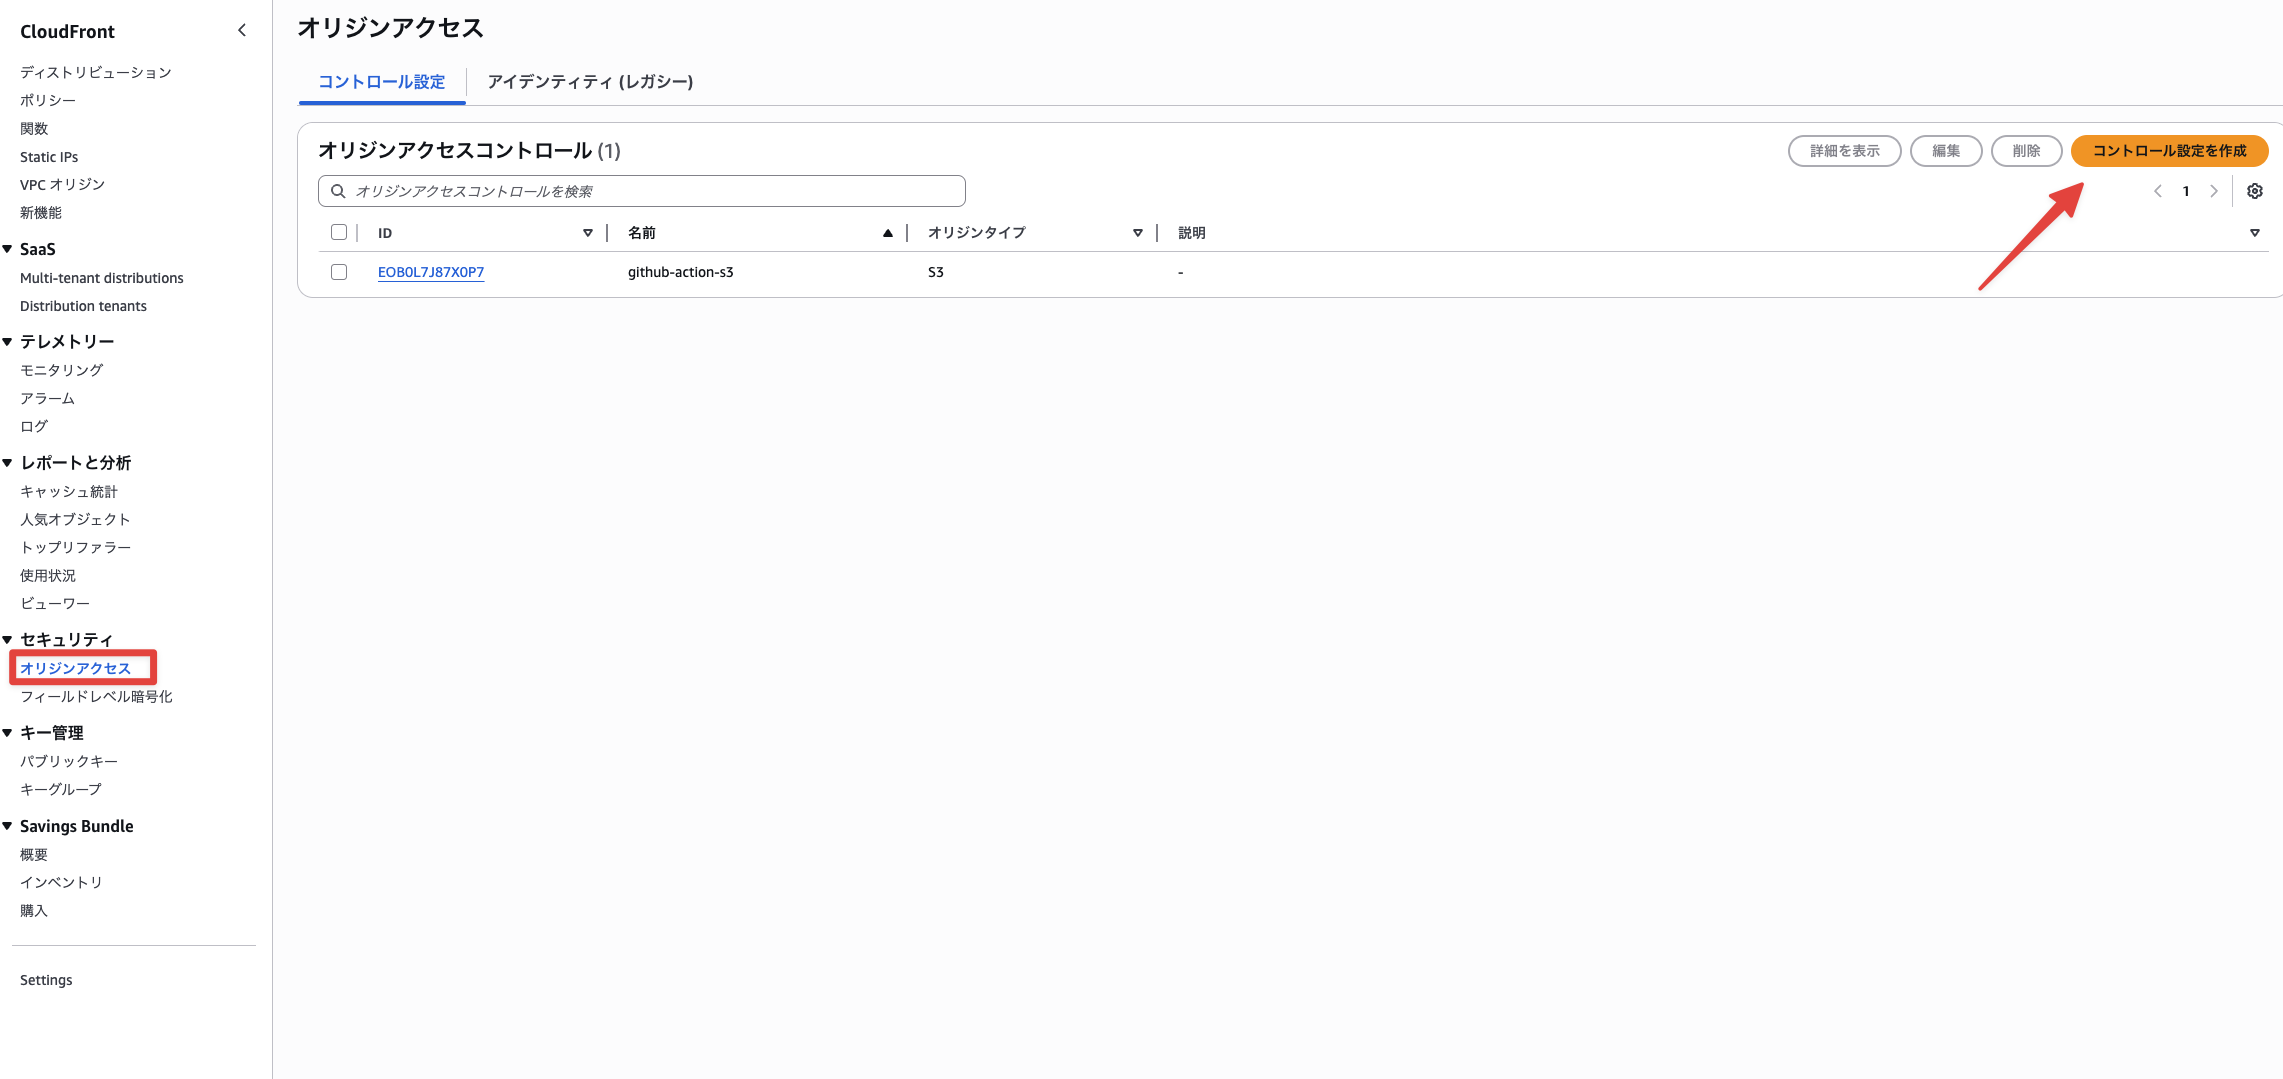 CloudFront
ディストリビューション
ポリシー
関数
Static IPs
VPC オリジン
新機能
SaaS
Multi-tenant distributions
Distribution tenants
テレメトリー
モニタリング
アラーム
ログ
レポートと分析
キャッシュ統計
人気オブジェクト
トップリファラー
使用状況
ビューワー
セキュリティ
オリジンアクセス
フィールドレベル暗号化
キー管理
パブリックキー
キーグループ
Savings Bundle
概要
インベントリ
購入
Settings
オリジンアクセス
コントロール設定 アイデンティティ (レガシー)
オリジンアクセスコントロール (1) 詳細を表示 編集 削除 コントロール設定を作成
オリジンアクセスコントロールを検索 1
ID 名前 オリジンタイプ 説明
EOB0L7J87X0P7 github-action-s3 S3 -